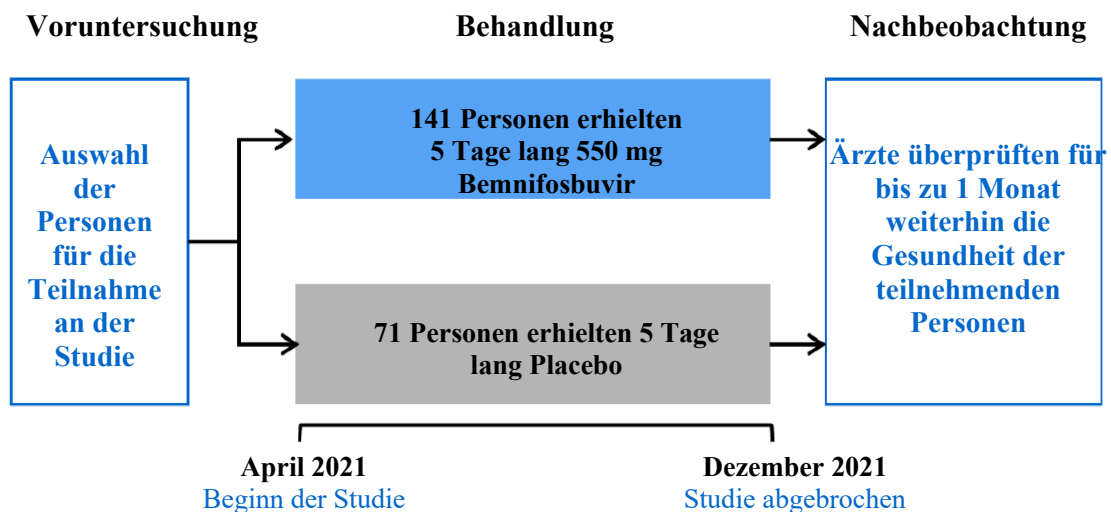 Voruntersuchung
Behandlung
Nachbeobachtung
Auswahl
der
Personen
für die
Teilnahme
an der
Studie
141 Personen erhielten
5 Tage lang 550 mg
Bemnifosbuvir
71 Personen erhielten 5 Tage
lang Placebo
Ärzte überprüften für
bis zu 1 Monat
weiterhin die
Gesundheit der
teilnehmenden
Personen
April 2021
Beginn der Studie
Dezember 2021
Studie abgebrochen